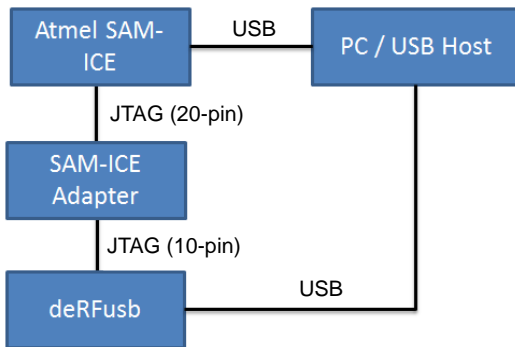 Atmel SAM-
ICE
USB
PC / USB Host
JTAG (20-pin)
SAM-ICE
Adapter
JTAG (10-pin)
deRFusb
USB